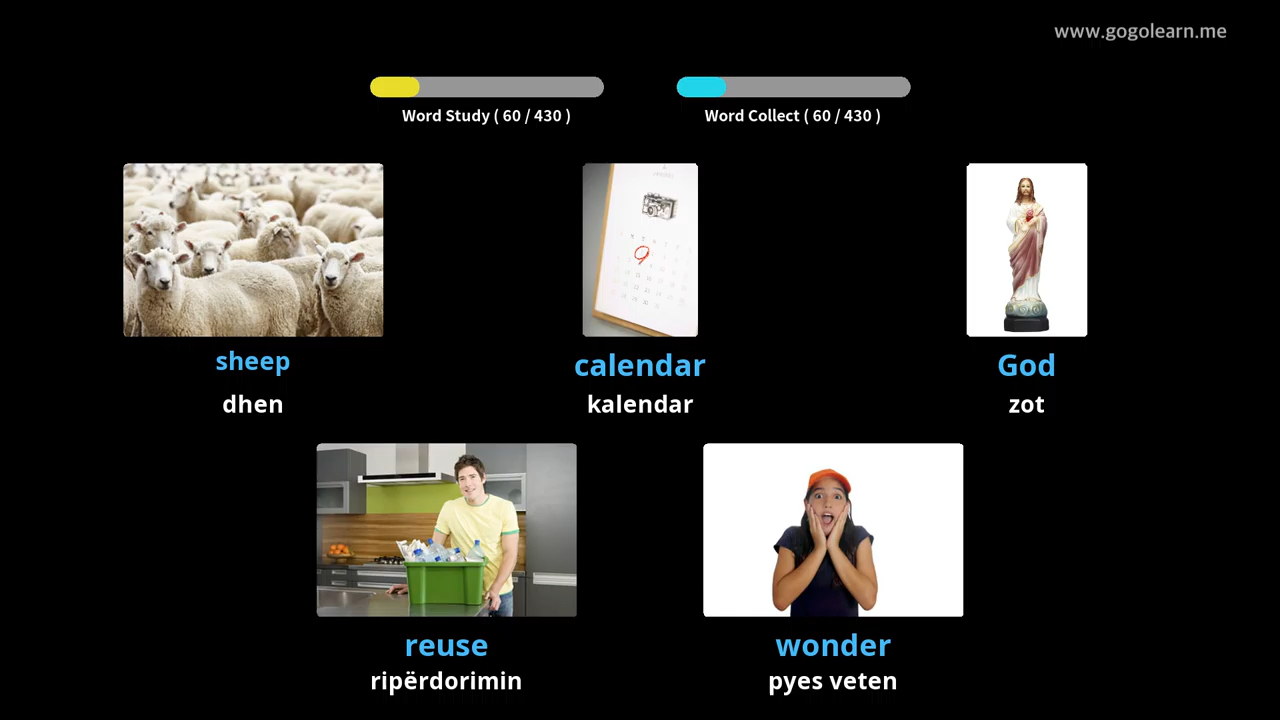 www.gogolearn.me
Word Study ( 60 / 430 )
Word Collect ( 60 / 430 )
sheep
calendar
God
dhen
kalendar
zot
9
reuse
wonder
ripërdorimin
pyes veten